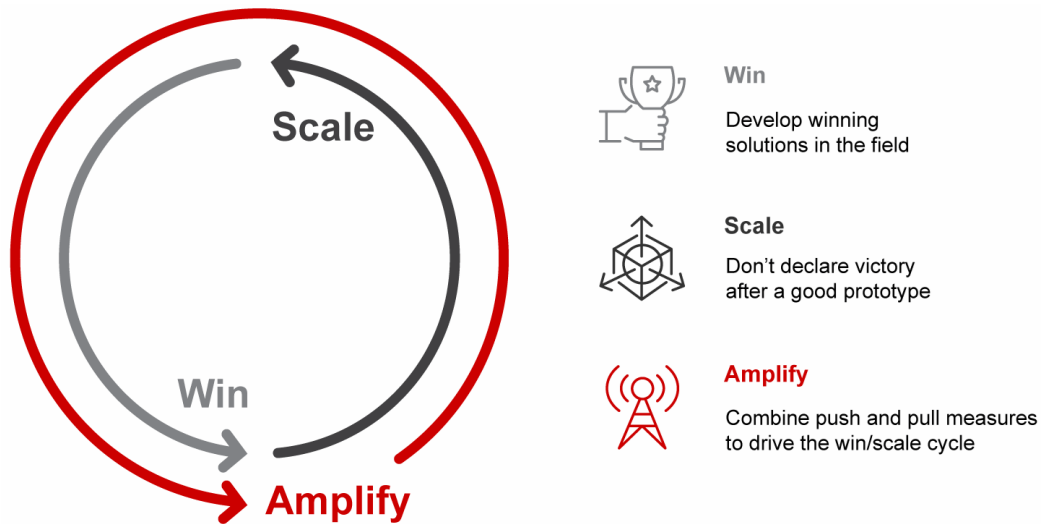 Scale
Win
Amplify
Win
Develop winning
solutions in the field
Scale
Don’t declare victory
after a good prototype
Amplify
Combine push and pull measures
to drive the win/scale cycle